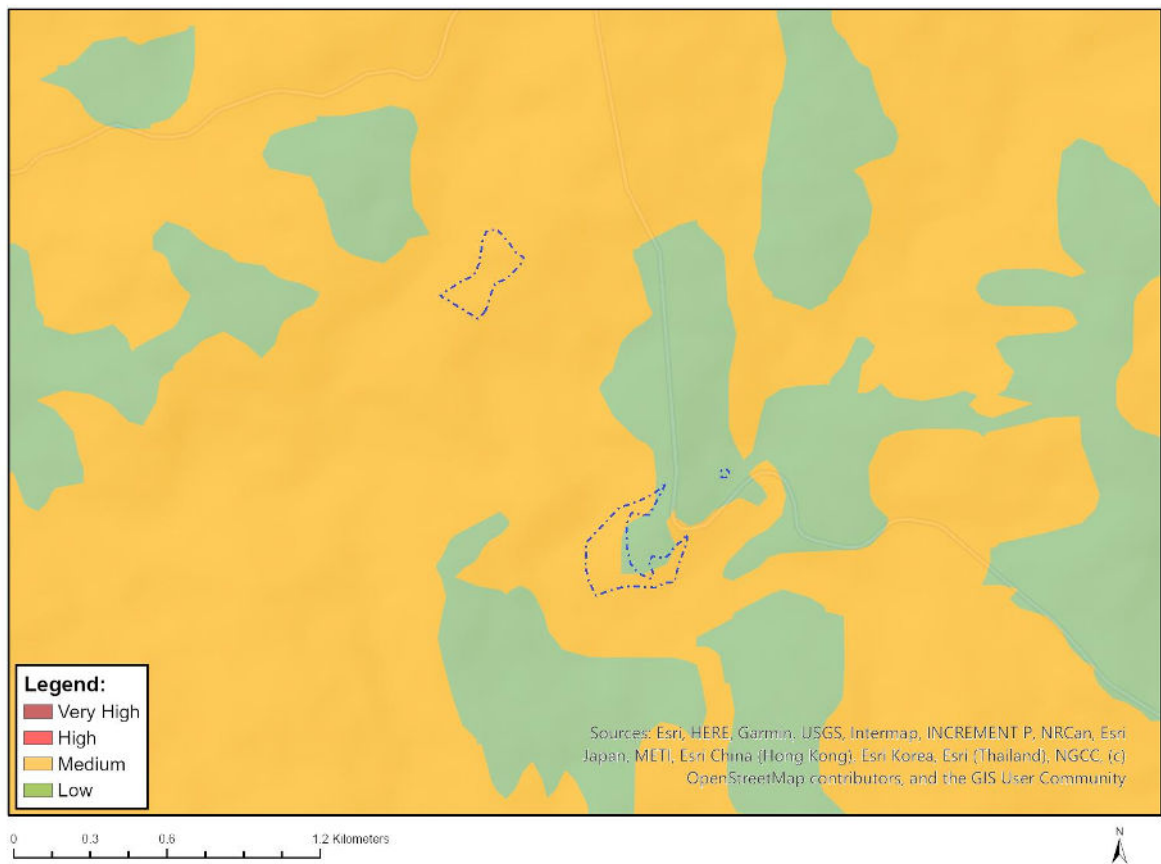 Legend:
Very High
High
Medium
Low
Sources: Esri, HERE, Garmin, USGS, Intermap, INCREMENT P, NRCan, Esri
Japan, METI, Esri China (Hong Kong), Esri Korea, Esri (Thailand), NGCC, (c)
OpenStreetMap contributors, and the GIS User Community
0 0.3 0.6 1.2 Kilometers
N